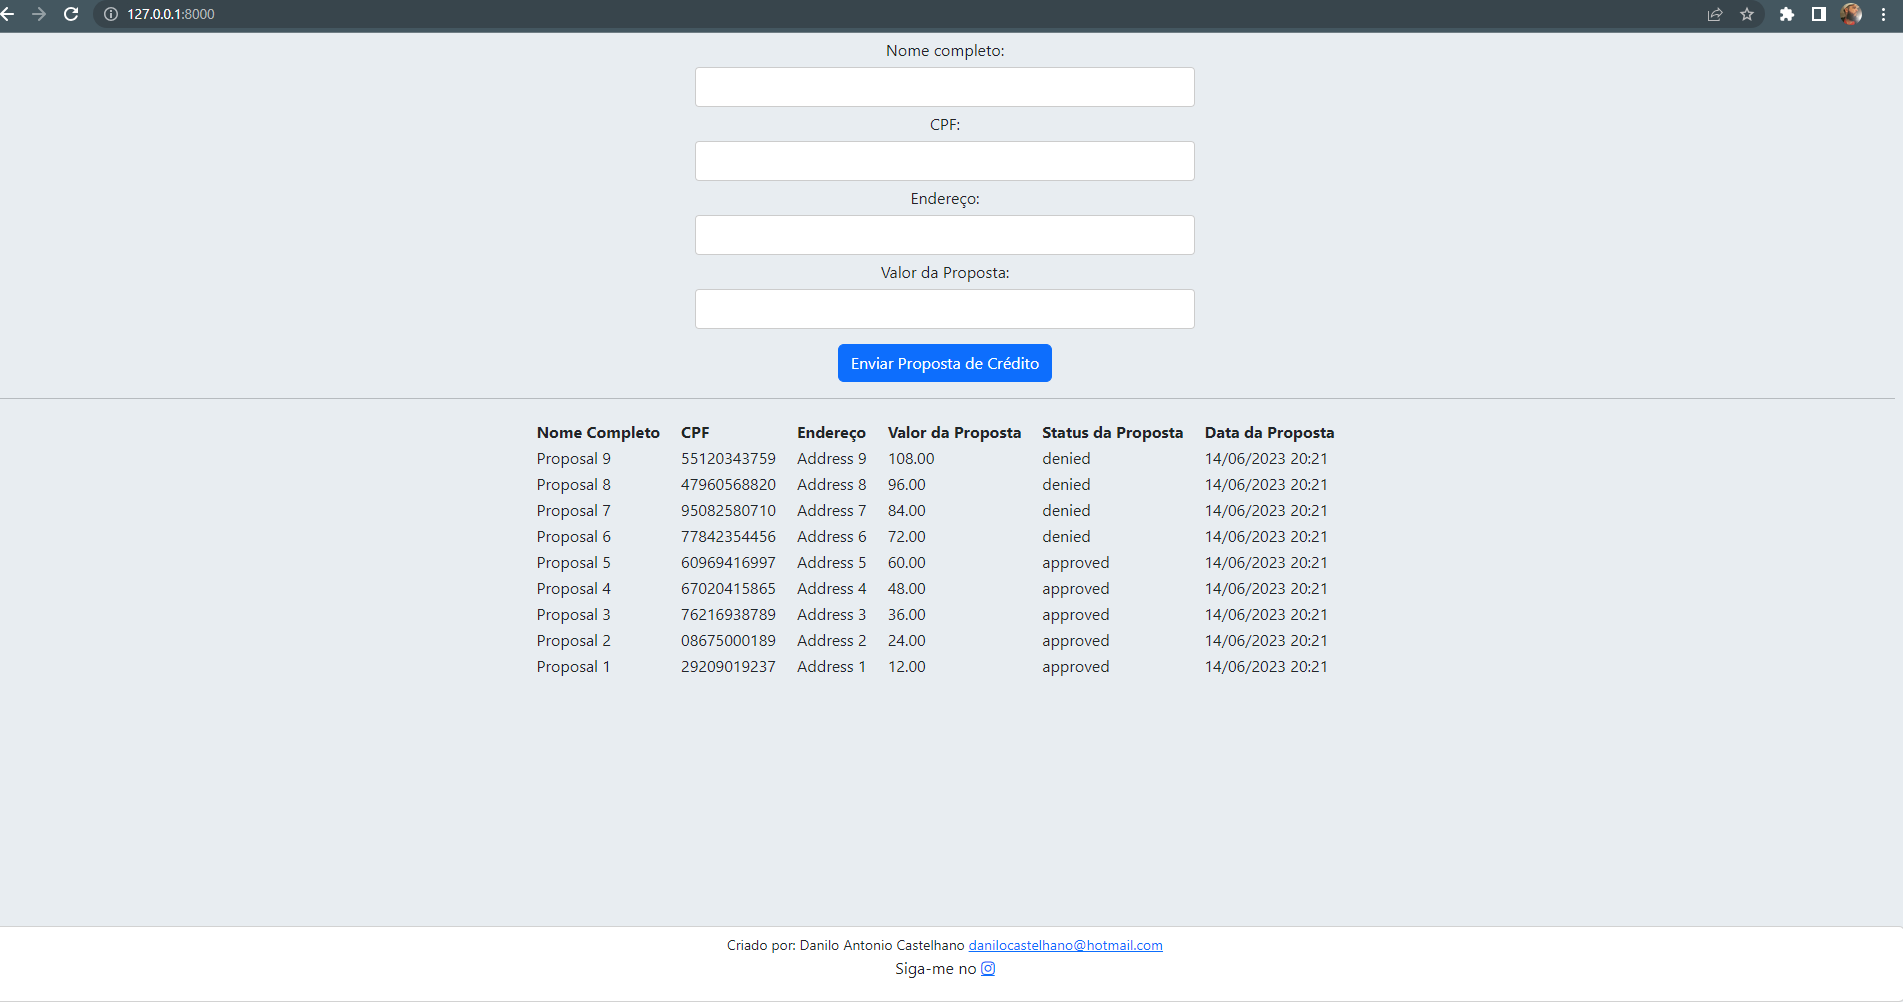 127.0.0.1:8000
Nome completo:
CPF:
Endereço:
Valor da Proposta:
Enviar Proposta de Crédito
Nome Completo CPF Endereço Valor da Proposta Status da Proposta Data da Proposta
Proposal 9 55120343759 Address 9 108.00 denied 14/06/2023 20:21
Proposal 8 47960568820 Address 8 96.00 denied 14/06/2023 20:21
Proposal 7 95082580710 Address 7 84.00 denied 14/06/2023 20:21
Proposal 6 77842354456 Address 6 72.00 denied 14/06/2023 20:21
Proposal 5 60969416997 Address 5 60.00 approved 14/06/2023 20:21
Proposal 4 67020415865 Address 4 48.00 approved 14/06/2023 20:21
Proposal 3 76216938789 Address 3 36.00 approved 14/06/2023 20:21
Proposal 2 08675000189 Address 2 24.00 approved 14/06/2023 20:21
Proposal 1 29209019237 Address 1 12.00 approved 14/06/2023 20:21
Criado por: Danilo Antonio Castelhano danilocastelhano@hotmail.com
Siga-me no